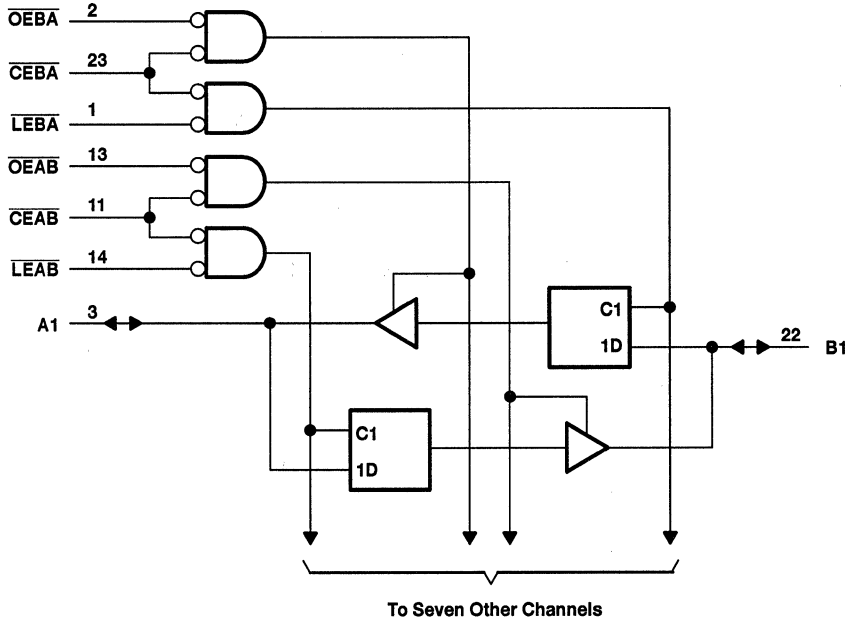 OEBA 2
CEBA 23
LEBA 1
OEAB 13
CEAB 11
LEAB 14
A1 3
C1
1D
22 B1
C1
1D
To Seven Other Channels